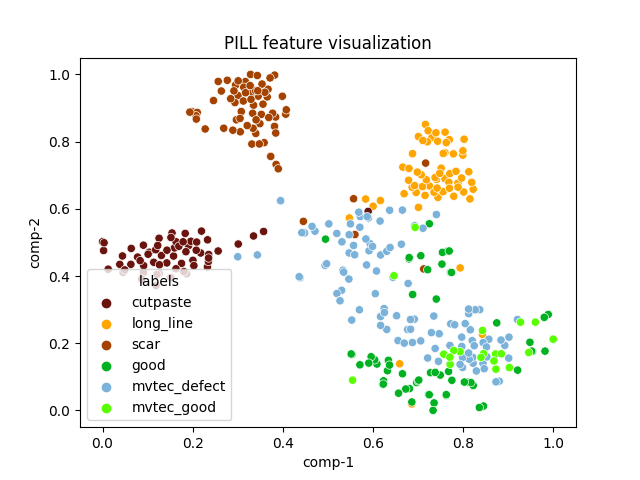 PILL feature visualization
comp-2
1.0
0.8
0.6
0.4
0.2
0.0
labels
cutpaste
long_line
scar
good
mvtec_defect
mvtec_good
0.0 0.2 0.4 0.6 0.8 1.0
comp-1